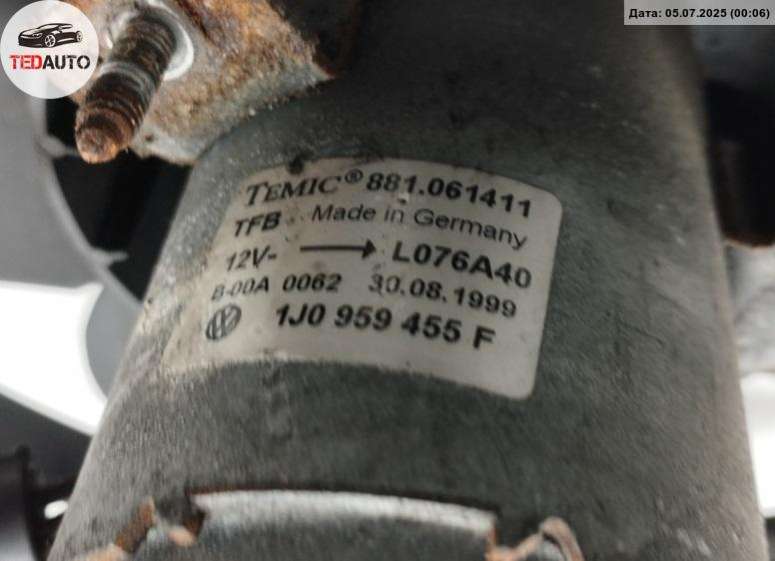 TEDAUTO
Дата: 05.07.2025 (00:06)
TEMIC® 881.061411
TFB Made in Germany
12V- → L076A40
B-00A 0062 30.08.1999
VW 1J0 959 455 F